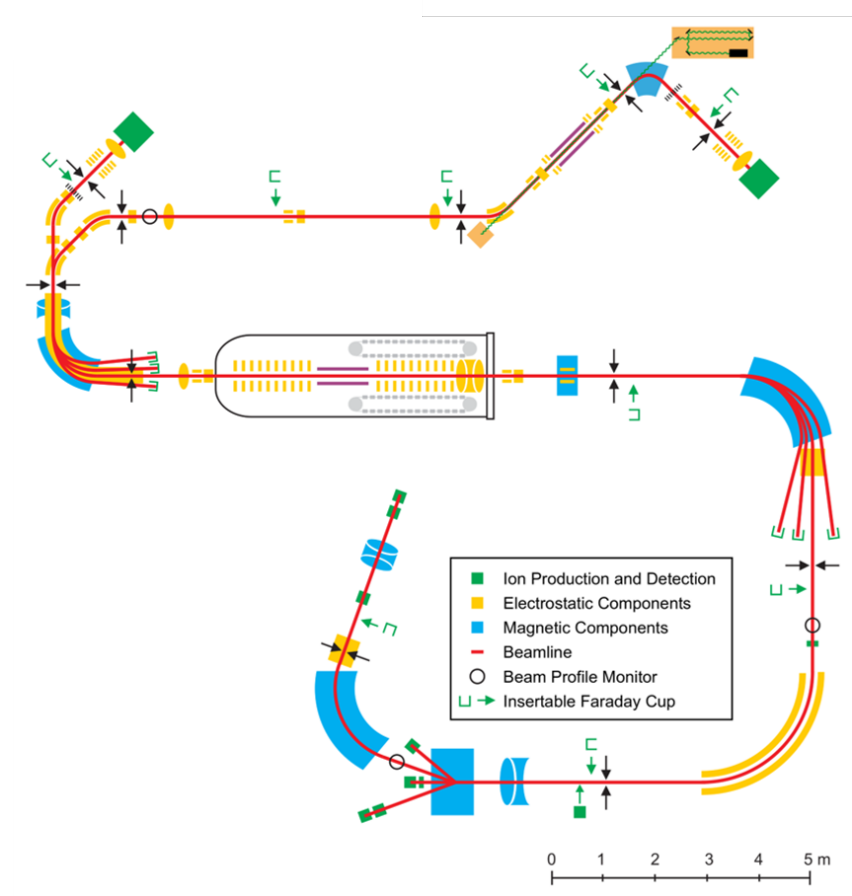 Ion Production and Detection
Electrostatic Components
Magnetic Components
Beamline
Beam Profile Monitor
Insertable Faraday Cup
0 1 2 3 4 5 m